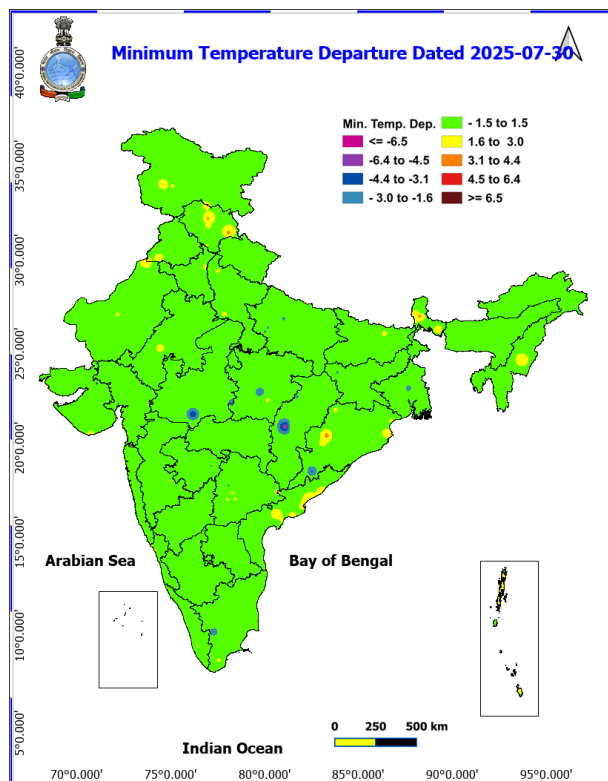 Minimum Temperature Departure Dated 2025-07-30
40°0.000'
35°0.000'
30°0.000'
25°0.000'
20°0.000'
15°0.000'
10°0.000'
5°0.000'
Min. Temp. Dep.
<= -6.5
-6.4 to -4.5
-4.4 to -3.1
- 3.0 to -1.6
- 1.5 to 1.5
1.6 to 3.0
3.1 to 4.4
4.5 to 6.4
>= 6.5
Arabian Sea
Bay of Bengal
Indian Ocean
0 250 500 km
70°0.000' 75°0.000' 80°0.000' 85°0.000' 90°0.000' 95°0.000'